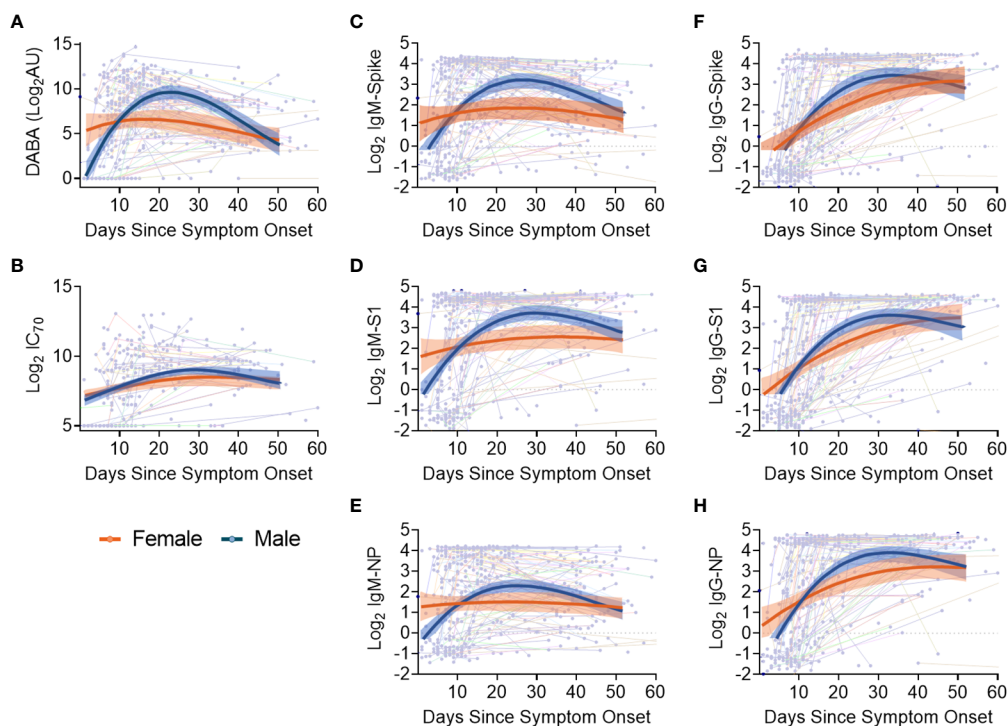 A
DABA (Log2AU)
15
10
5
0
10 20 30 40 50 60
Days Since Symptom Onset
B
Log2 IC70
15
10
5
10 20 30 40 50 60
Days Since Symptom Onset
Female Male
C
Log2 IgM-Spike
5
4
3
2
1
0
-1
-2
10 20 30 40 50 60
Days Since Symptom Onset
D
Log2 IgM-S1
5
4
3
2
1
0
-1
-2
10 20 30 40 50 60
Days Since Symptom Onset
E
Log2 IgM-NP
5
4
3
2
1
0
-1
-2
10 20 30 40 50 60
Days Since Symptom Onset
F
Log2 IgG-Spike
5
4
3
2
1
0
-1
-2
10 20 30 40 50 60
Days Since Symptom Onset
G
Log2 IgG-S1
5
4
3
2
1
0
-1
-2
10 20 30 40 50 60
Days Since Symptom Onset
H
Log2 IgG-NP
5
4
3
2
1
0
-1
-2
10 20 30 40 50 60
Days Since Symptom Onset